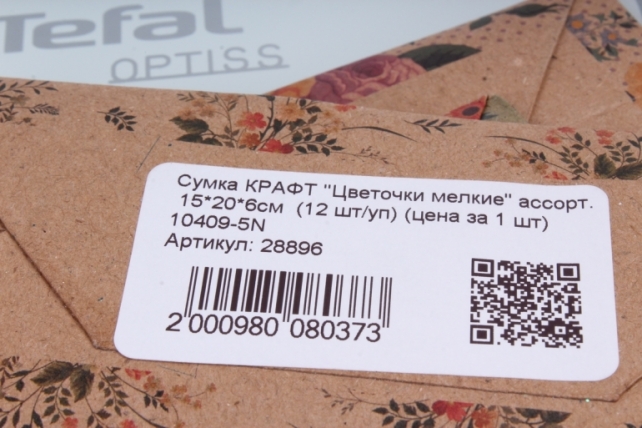 Tefal
OPTISS
Сумка КРАФТ "Цветочки мелкие" ассорт.
15*20*6см (12 шт/уп) (цена за 1 шт)
10409-5N
Артикул: 28896
2 000980 080373